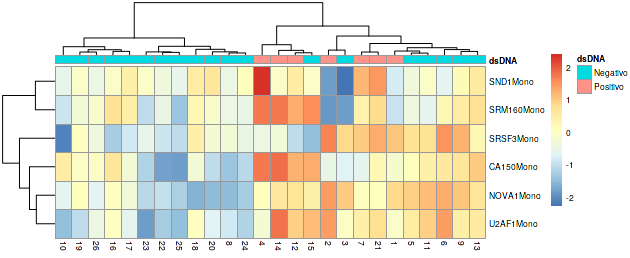 dsDNA
SND1Mono
SRM160Mono
SRSF3Mono
CA150Mono
NOVA1Mono
U2AF1Mono
10 19 26 16 17 23 22 25 18 20 8 24 4 14 12 15 2 3 7 21 1 5 11 6 9 13
2
1
0
-1
-2
dsDNA
Negativo
Positivo